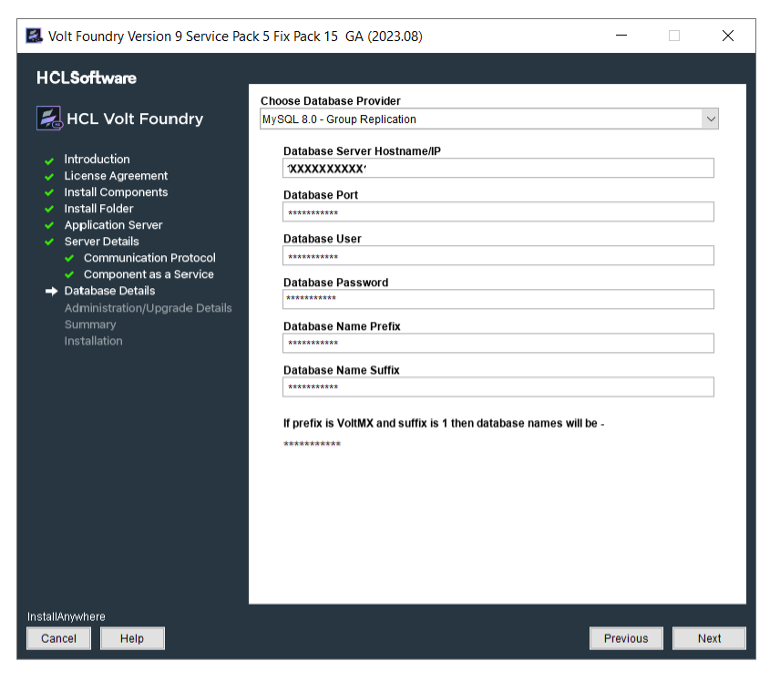 Volt Foundry Version 9 Service Pack 5 Fix Pack 15 GA (2023.08)
HCLSoftware
HCL Volt Foundry
Introduction
License Agreement
Install Components
Install Folder
Application Server
Server Details
Communication Protocol
Component as a Service
Database Details
Administration/Upgrade Details
Summary
Installation
Choose Database Provider
MySQL 8.0 - Group Replication
Database Server Hostname/IP
'XXXXXXXXXX'
Database Port
***********
Database User
***********
Database Password
***********
Database Name Prefix
***********
Database Name Suffix
***********
If prefix is VoltMX and suffix is 1 then database names will be -
***********
InstallAnywhere
Cancel
Help
Previous
Next